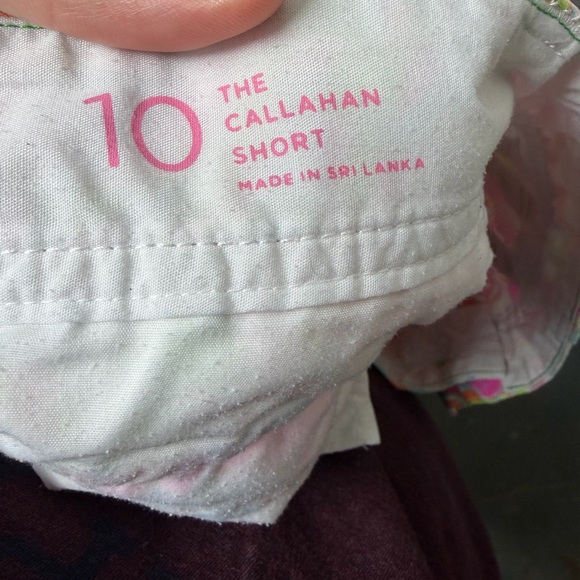 10
THE
CALLAHAN
SHORT
MADE IN SRI LANKA